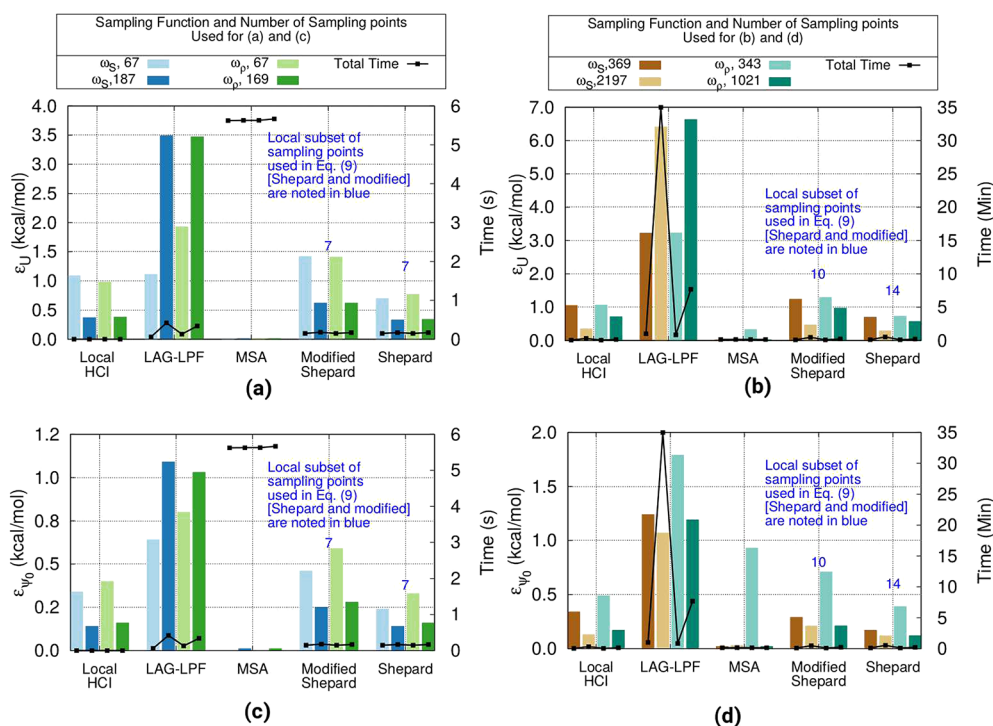 Sampling Function and Number of Sampling points
Used for (a) and (c)
ωS, 67
ωρ, 67
Total Time
ωS,187
ωρ, 169
Sampling Function and Number of Sampling points
Used for (b) and (d)
ωS,369
ωρ, 343
Total Time
ωS,2197
ωρ, 1021
εU (kcal/mol)
4.0
3.5
3.0
2.5
2.0
1.5
1.0
0.5
0.0
Local subset of
sampling points
used in Eq. (9)
[Shepard and modified]
are noted in blue
7
7
6
5
4
3
2
1
0
Time (s)
Local
HCI
LAG-LPF
MSA
Modified
Shepard
Shepard
(a)
εU (kcal/mol)
7.0
6.0
5.0
4.0
3.0
2.0
1.0
0.0
Local subset of
sampling points
used in Eq. (9)
[Shepard and modified]
are noted in blue
10
14
35
30
25
20
15
10
5
0
Time (Min)
Local
HCI
LAG-LPF
MSA
Modified
Shepard
Shepard
(b)
εψ0 (kcal/mol)
1.2
1.0
0.8
0.5
0.2
0.0
Local subset of
sampling points
used in Eq. (9)
[Shepard and modified]
are noted in blue
7
7
6
5
4
3
2
1
0
Time (s)
Local
HCI
LAG-LPF
MSA
Modified
Shepard
Shepard
(c)
εψ0 (kcal/mol)
2.0
1.5
1.0
0.5
0.0
Local subset of
sampling points
used in Eq. (9)
[Shepard and modified]
are noted in blue
10
14
35
30
25
20
15
10
5
0
Time (Min)
Local
HCI
LAG-LPF
MSA
Modified
Shepard
Shepard
(d)